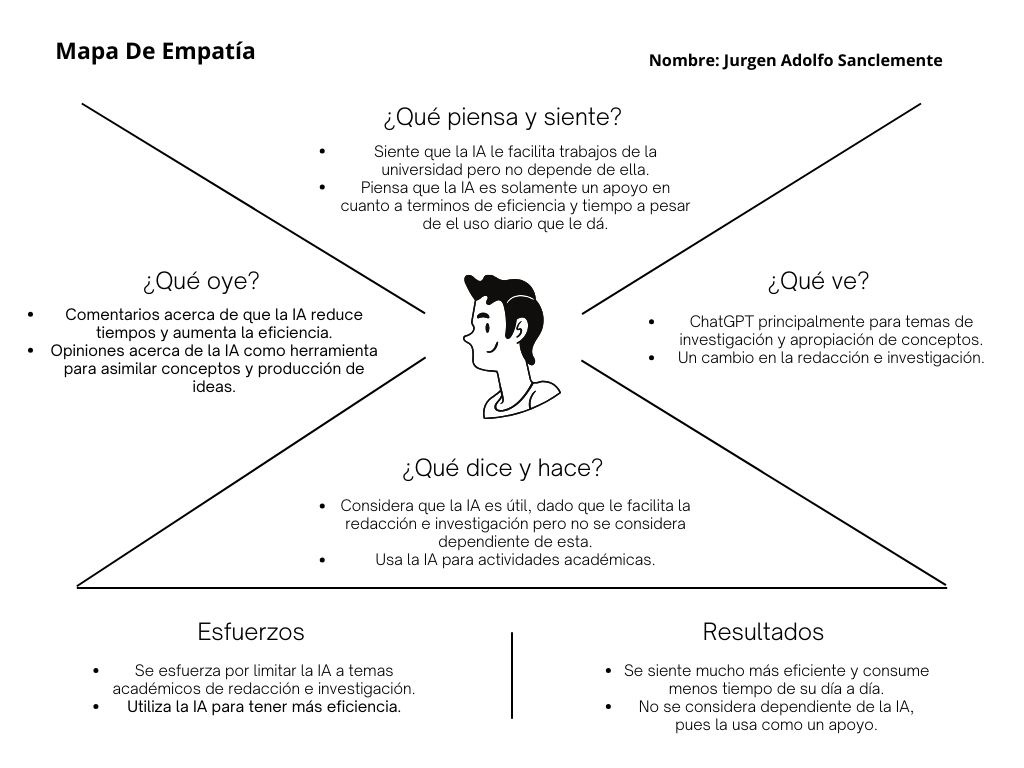 Mapa De Empatía
Nombre: Jurgen Adolfo Sanclemente
¿Qué piensa y siente?
• Siente que la IA le facilita trabajos de la
universidad pero no depende de ella.
• Piensa que la IA es solamente un apoyo en
cuanto a terminos de eficiencia y tiempo a pesar
de el uso diario que le dá.
¿Qué oye?
• Comentarios acerca de que la IA reduce
tiempos y aumenta la eficiencia.
• Opiniones acerca de la IA como herramienta
para asimilar conceptos y producción de
ideas.
¿Qué ve?
• ChatGPT principalmente para temas de
investigación y apropiación de conceptos.
• Un cambio en la redacción e investigación.
¿Qué dice y hace?
• Considera que la IA es útil, dado que le facilita la
redacción e investigación pero no se considera
dependiente de esta.
• Usa la IA para actividades académicas.
Esfuerzos
• Se esfuerza por limitar la IA a temas
académicos de redacción e investigación.
• Utiliza la IA para tener más eficiencia.
Resultados
• Se siente mucho más eficiente y consume
menos tiempo de su día a día.
• No se considera dependiente de la IA,
pues la usa como un apoyo.